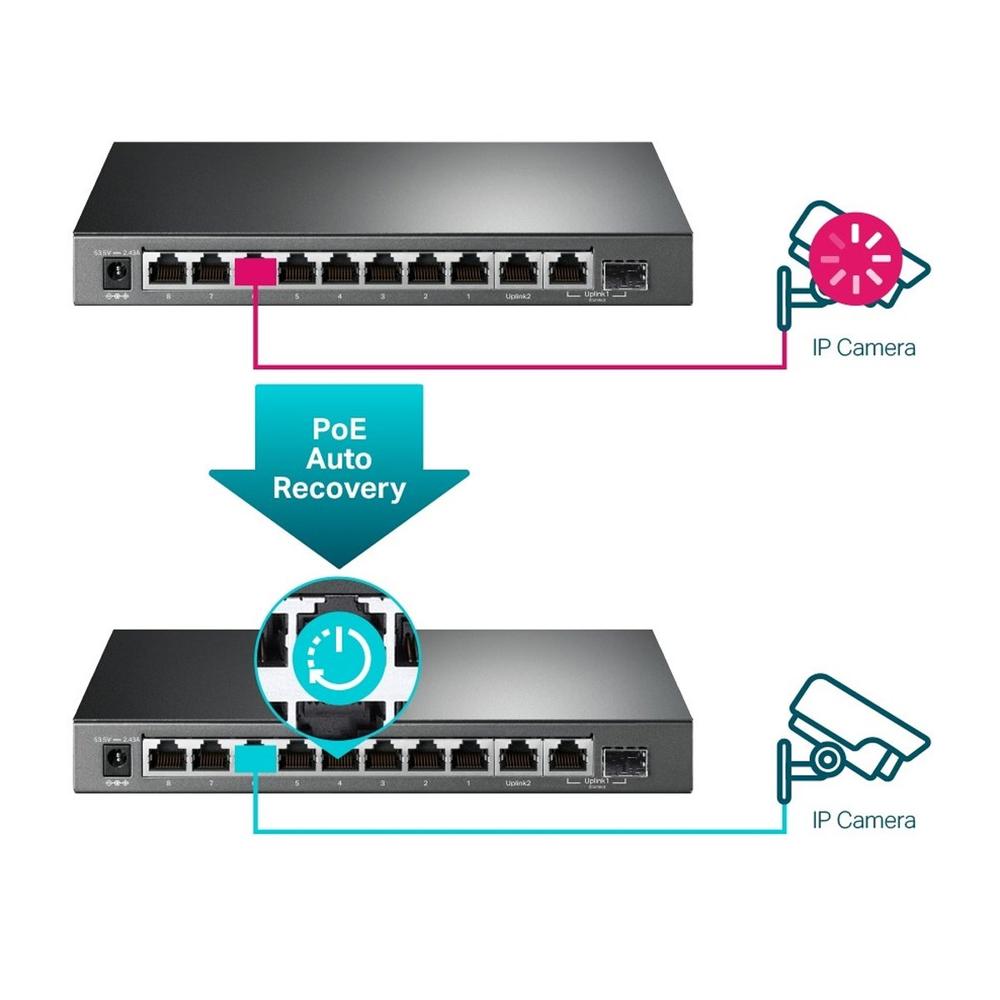 53.5V ⎓ 2.43A
8 7 5 4 3 2 1 Uplink2 Uplink1
IP Camera
PoE
Auto
Recovery
53.5V ⎓ 2.43A
8 7 5 4 3 2 1 Uplink2 Uplink1
IP Camera